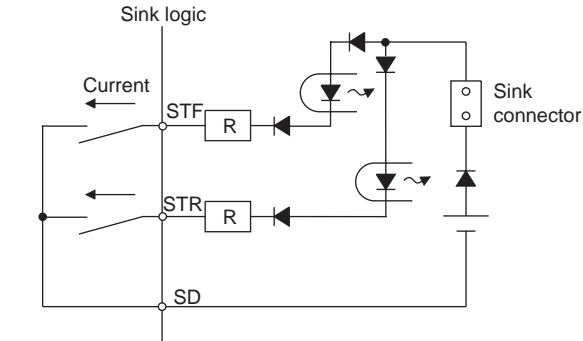 Sink logic
Current
STF
R
Sink
connector
STR
R
SD